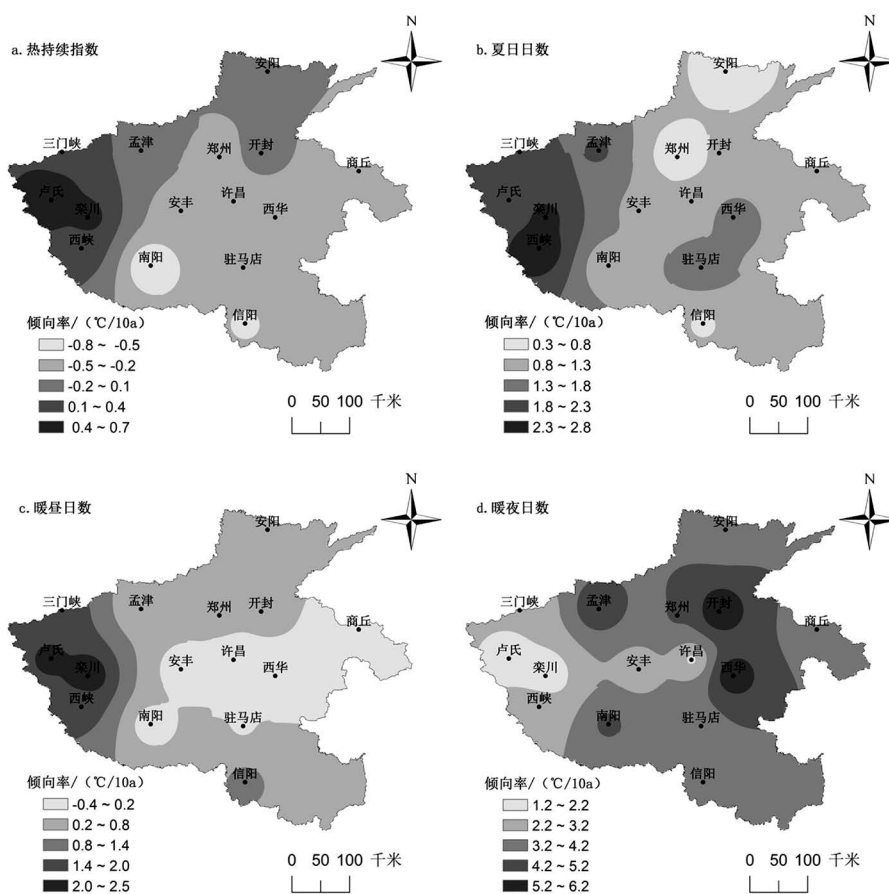 a. 热持续指数
N
安阳
三门峡
孟津
郑州
开封
商丘
卢氏
栾川
安丰
许昌
西华
西峡
南阳
驻马店
信阳
倾向率/（℃/10a）
-0.8 ~ -0.5
-0.5 ~ -0.2
-0.2 ~ 0.1
0.1 ~ 0.4
0.4 ~ 0.7
0 50 100 千米
b. 夏日日数
N
安阳
三门峡
孟津
郑州
开封
商丘
卢氏
栾川
安丰
许昌
西华
西峡
南阳
驻马店
信阳
倾向率/（℃/10a）
0.3 ~ 0.8
0.8 ~ 1.3
1.3 ~ 1.8
1.8 ~ 2.3
2.3 ~ 2.8
0 50 100 千米
c. 暖昼日数
N
安阳
三门峡
孟津
郑州
开封
商丘
卢氏
栾川
安丰
许昌
西华
西峡
南阳
驻马店
信阳
倾向率/（℃/10a）
-0.4 ~ 0.2
0.2 ~ 0.8
0.8 ~ 1.4
1.4 ~ 2.0
2.0 ~ 2.5
0 50 100 千米
d. 暖夜日数
N
安阳
三门峡
孟津
郑州
开封
商丘
卢氏
栾川
安丰
许昌
西华
西峡
南阳
驻马店
信阳
倾向率/（℃/10a）
1.2 ~ 2.2
2.2 ~ 3.2
3.2 ~ 4.2
4.2 ~ 5.2
5.2 ~ 6.2
0 50 100 千米